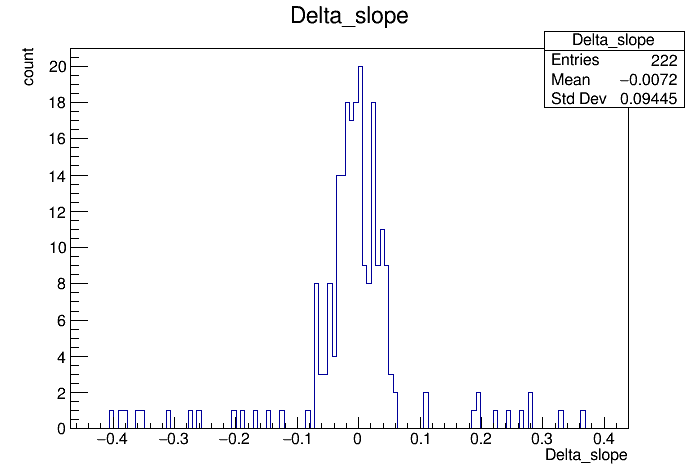 Delta_slope
Delta_slope
Entries 222
Mean −0.0072
Std Dev 0.09445
count
20
18
16
14
12
10
8
6
4
2
0
−0.4 −0.3 −0.2 −0.1 0 0.1 0.2 0.3 0.4
Delta_slope